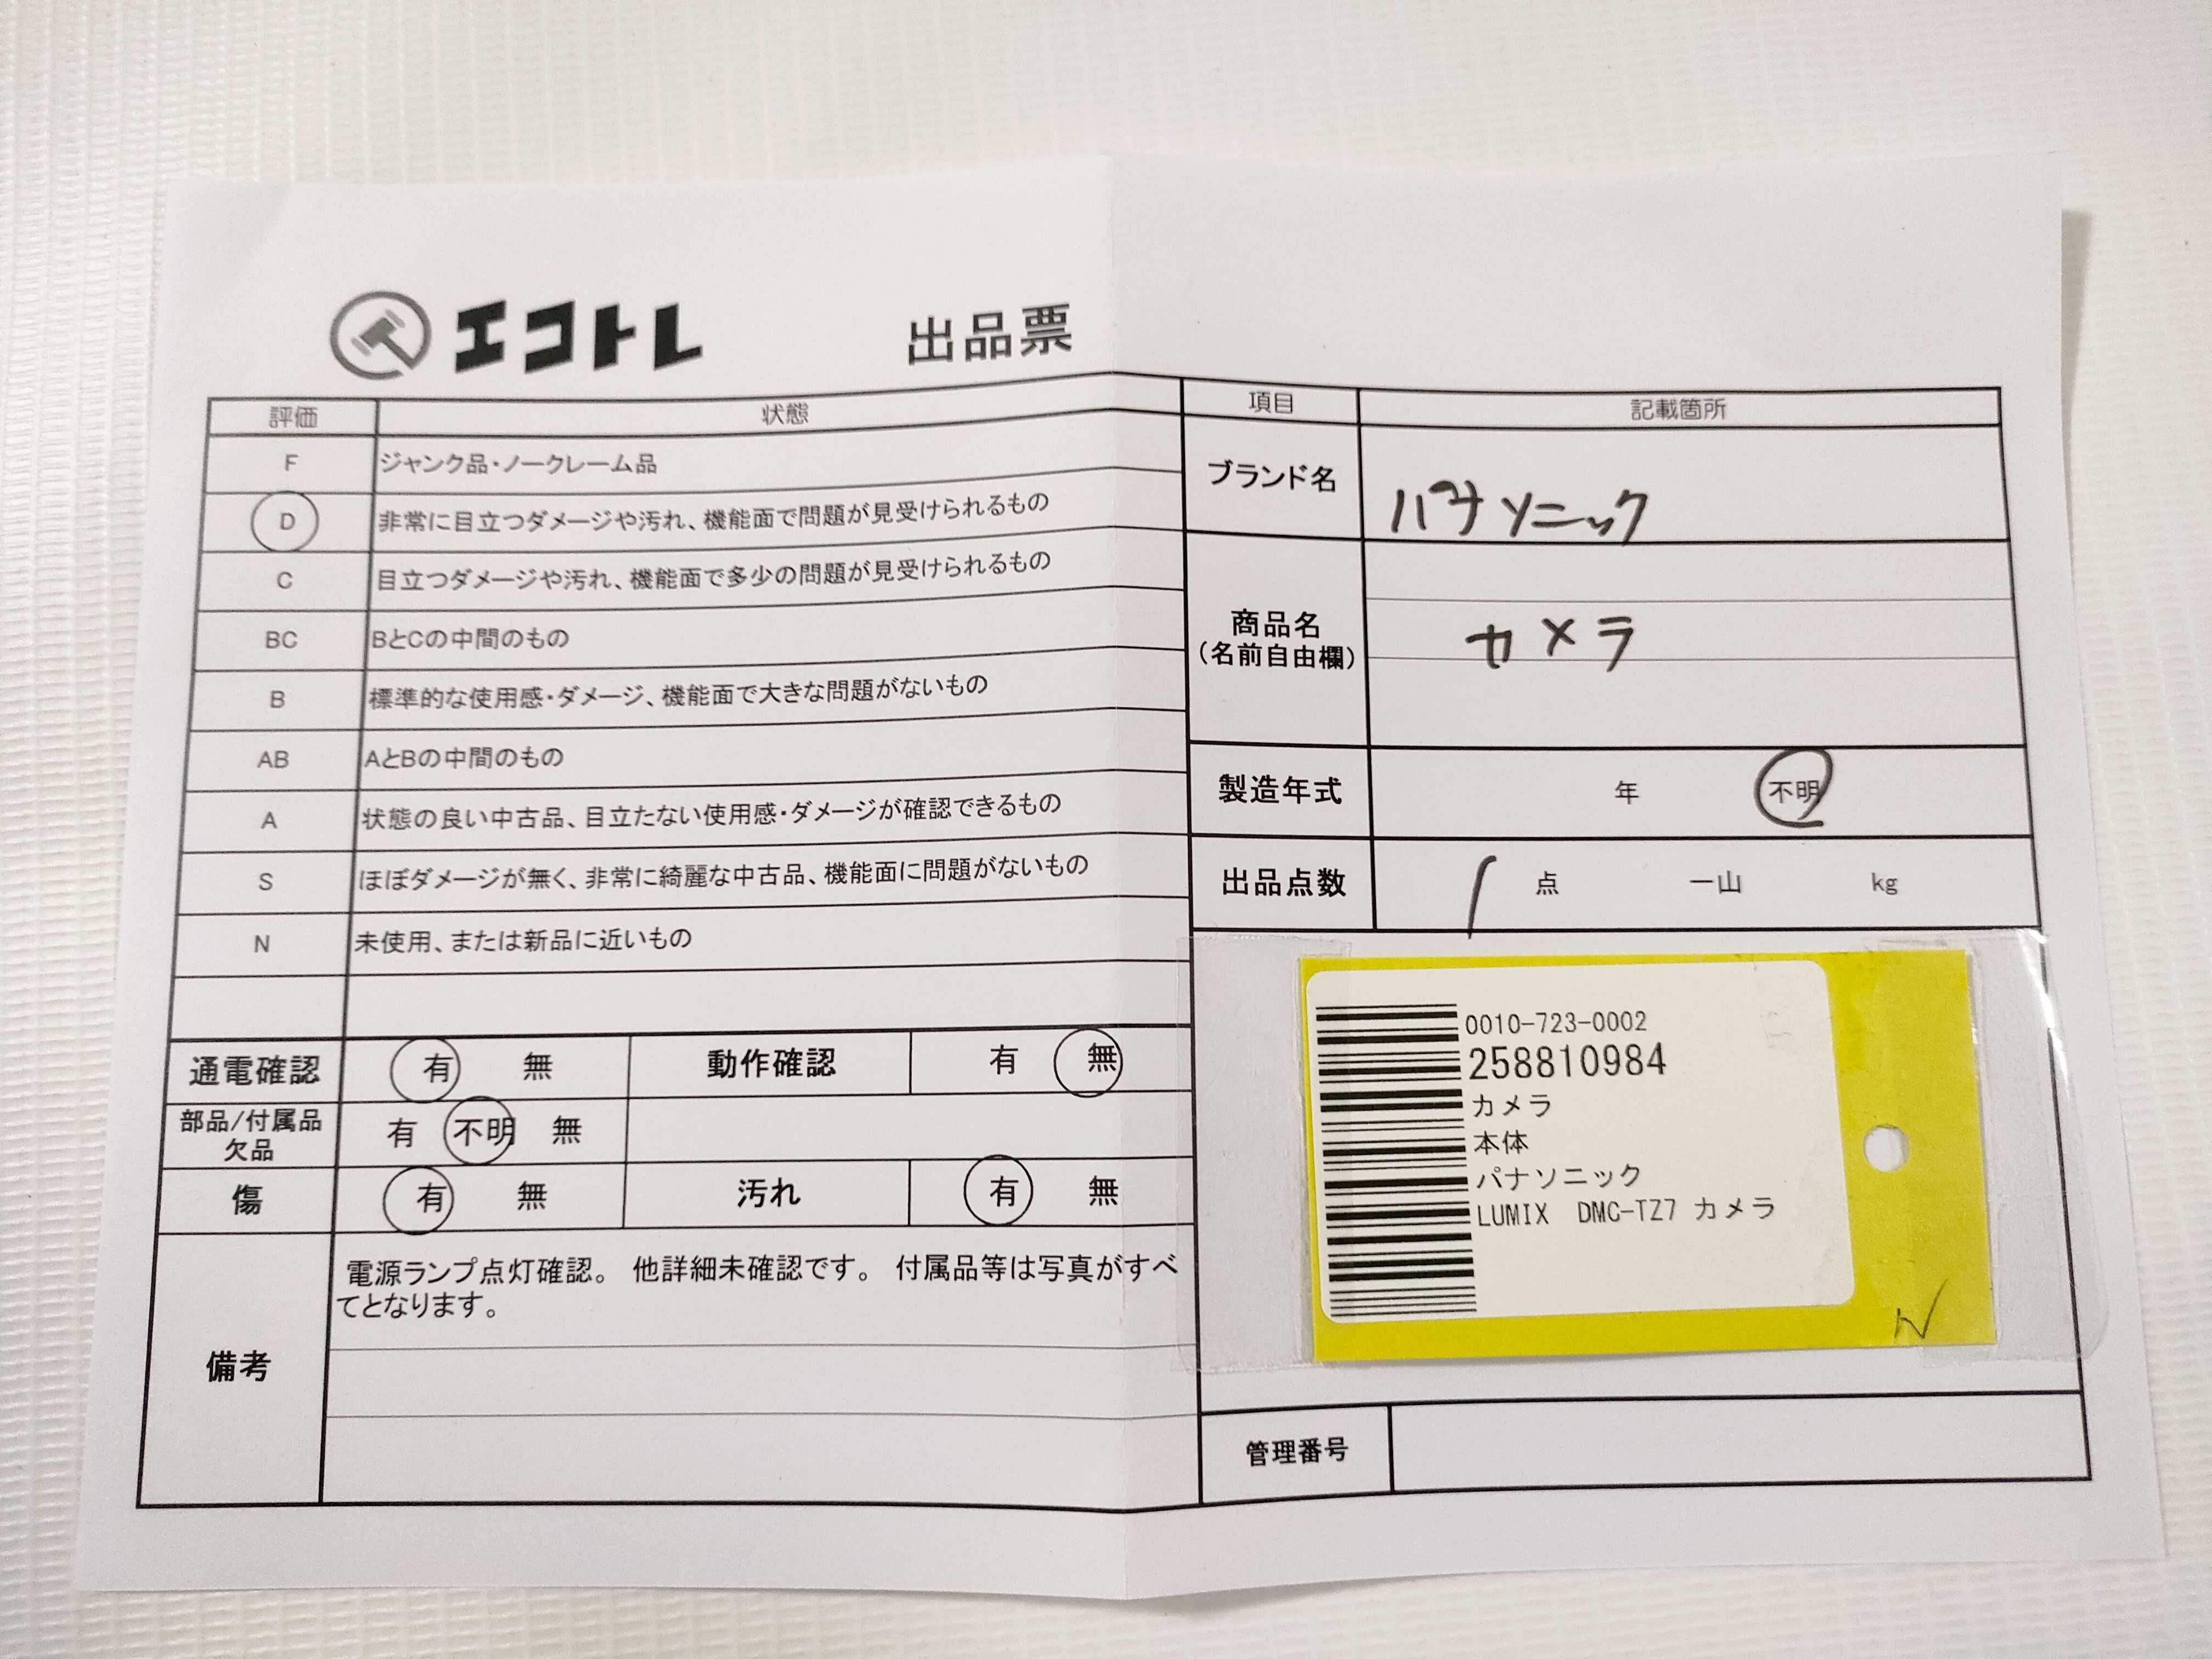 エコトレ 出品票
評価 状態
F ジャンク品・ノークレーム品
D 非常に目立つダメージや汚れ、機能面で問題が見受けられるもの
C 目立つダメージや汚れ、機能面で多少の問題が見受けられるもの
BC BとCの中間のもの
B 標準的な使用感・ダメージ、機能面で大きな問題がないもの
AB AとBの中間のもの
A 状態の良い中古品、目立たない使用感・ダメージが確認できるもの
S ほぼダメージが無く、非常に綺麗な中古品、機能面に問題がないもの
N 未使用、または新品に近いもの
通電確認 有 無 動作確認 有 無
部品/付属品
欠品
有 不明 無
傷 有 無 汚れ 有 無
備考
電源ランプ点灯確認。 他詳細未確認です。 付属品等は写真がすべ
てとなります。
項目 記載箇所
ブランド名 パナソニック
商品名
(名前自由欄)
カメラ
製造年式 年 不明
出品点数 1 点 一山 kg
0010-723-0002
258810984
カメラ
本体
パナソニック
LUMIX DMC-TZ7 カメラ
管理番号